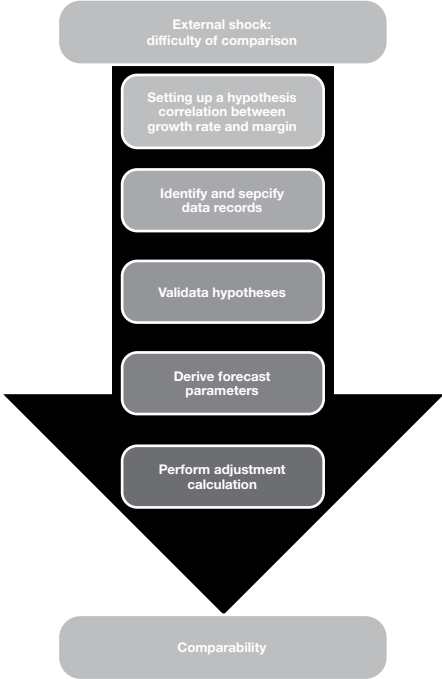 External shock:
difficulty of comparison
Setting up a hypothesis
correlation between
growth rate and margin
Identify and sepcify
data records
Validata hypotheses
Derive forecast
parameters
Perform adjustment
calculation
Comparability